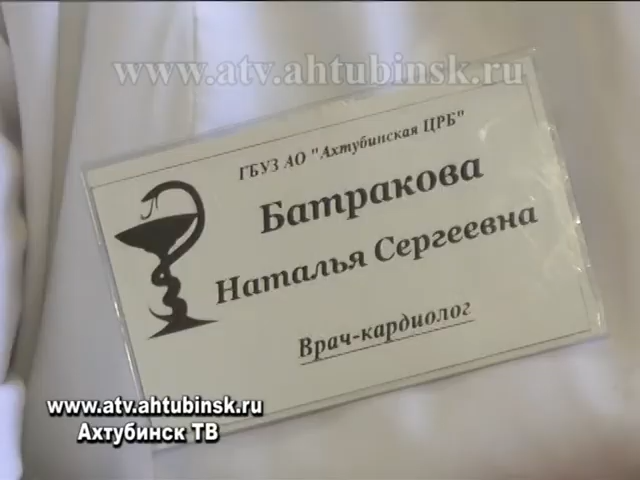 www.atv.ahtubinsk.ru
ГБУЗ АО "Ахтубинская ЦРБ"
Батракова
Наталья Сергеевна
Врач-кардиолог
www.atv.ahtubinsk.ru
Ахтубинск ТВ